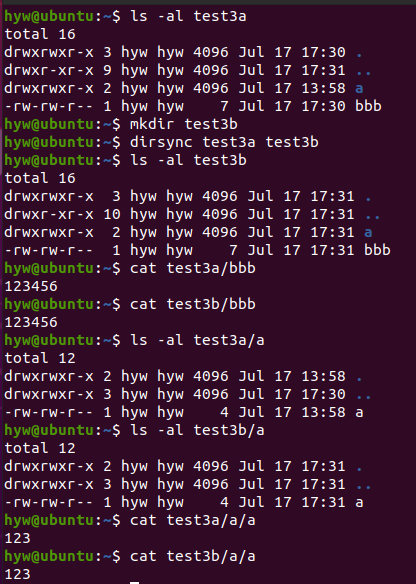 hyw@ubuntu:~$ ls -al test3a
total 16
drwxrwxr-x 3 hyw hyw 4096 Jul 17 17:30 .
drwxr-xr-x 9 hyw hyw 4096 Jul 17 17:31 ..
drwxrwxr-x 2 hyw hyw 4096 Jul 17 13:58 a
-rw-rw-r-- 1 hyw hyw    7 Jul 17 17:30 bbb
hyw@ubuntu:~$ mkdir test3b
hyw@ubuntu:~$ dirsync test3a test3b
hyw@ubuntu:~$ ls -al test3b
total 16
drwxrwxr-x  3 hyw hyw 4096 Jul 17 17:31 .
drwxr-xr-x 10 hyw hyw 4096 Jul 17 17:31 ..
drwxrwxr-x  2 hyw hyw 4096 Jul 17 17:31 a
-rw-rw-r--  1 hyw hyw    7 Jul 17 17:31 bbb
hyw@ubuntu:~$ cat test3a/bbb
123456
hyw@ubuntu:~$ cat test3b/bbb
123456
hyw@ubuntu:~$ ls -al test3a/a
total 12
drwxrwxr-x 2 hyw hyw 4096 Jul 17 13:58 .
drwxrwxr-x 3 hyw hyw 4096 Jul 17 17:30 ..
-rw-rw-r-- 1 hyw hyw    4 Jul 17 13:58 a
hyw@ubuntu:~$ ls -al test3b/a
total 12
drwxrwxr-x 2 hyw hyw 4096 Jul 17 17:31 .
drwxrwxr-x 3 hyw hyw 4096 Jul 17 17:31 ..
-rw-rw-r-- 1 hyw hyw    4 Jul 17 17:31 a
hyw@ubuntu:~$ cat test3a/a/a
123
hyw@ubuntu:~$ cat test3b/a/a
123